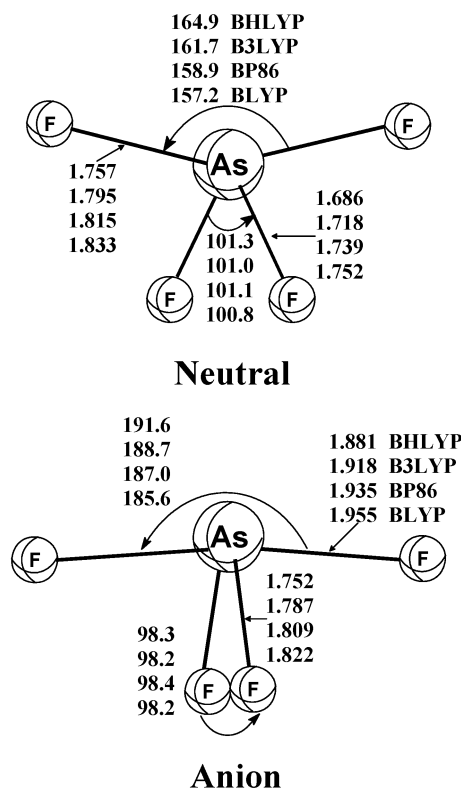 164.9 BHLYP
161.7 B3LYP
158.9 BP86
157.2 BLYP
F
F
As
1.757
1.795
1.815
1.833
1.686
1.718
1.739
1.752
101.3
101.0
101.1
100.8
F
F
Neutral
191.6
188.7
187.0
185.6
1.881 BHLYP
1.918 B3LYP
1.935 BP86
1.955 BLYP
As
F
F
1.752
1.787
1.809
1.822
98.3
98.2
98.4
98.2
F
F
Anion